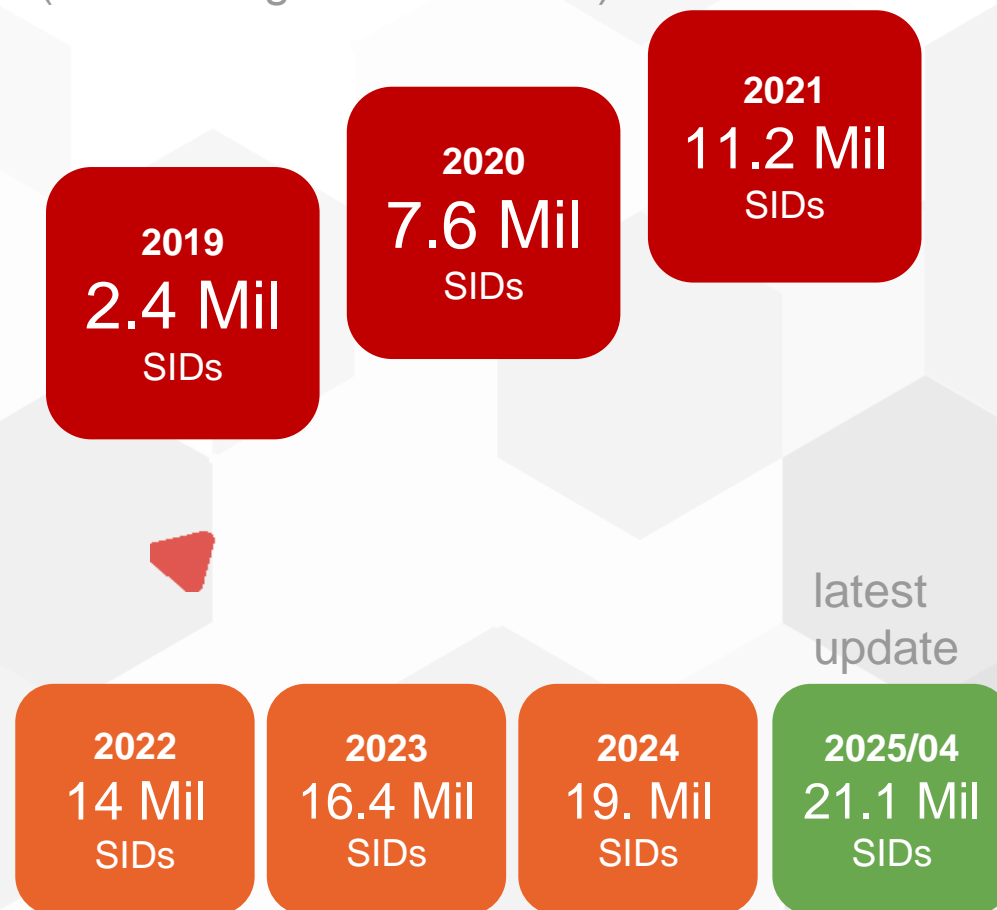 2021
11.2 Mil
SIDs
2020
7.6 Mil
SIDs
2019
2.4 Mil
SIDs
latest
update
2022
14 Mil
SIDs
2023
16.4 Mil
SIDs
2024
19. Mil
SIDs
2025/04
21.1 Mil
SIDs